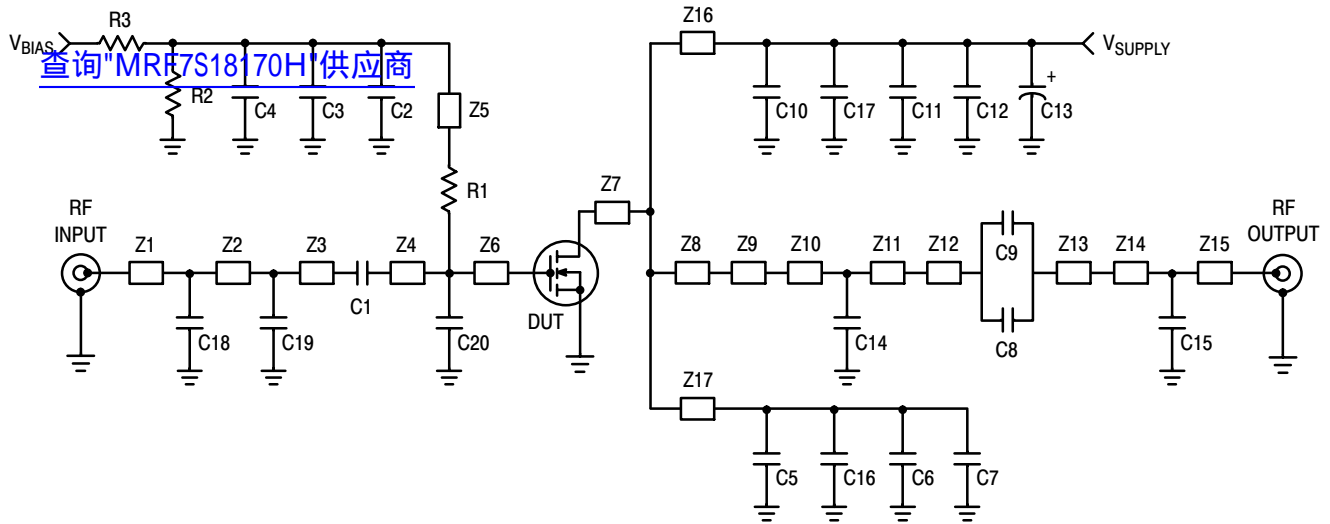 R3
Z16
V_BIAS
V_SUPPLY
查询"MRF7S18170H"供应商
R2
C4
C3
C2
Z5
C10
C17
C11
C12
+
C13
R1
Z7
RF
INPUT
Z1
Z2
Z3
Z4
Z6
Z8
Z9
Z10
Z11
Z12
C9
Z13
Z14
Z15
RF
OUTPUT
C1
DUT
C18
C19
C20
C14
C8
C15
Z17
C5
C16
C6
C7